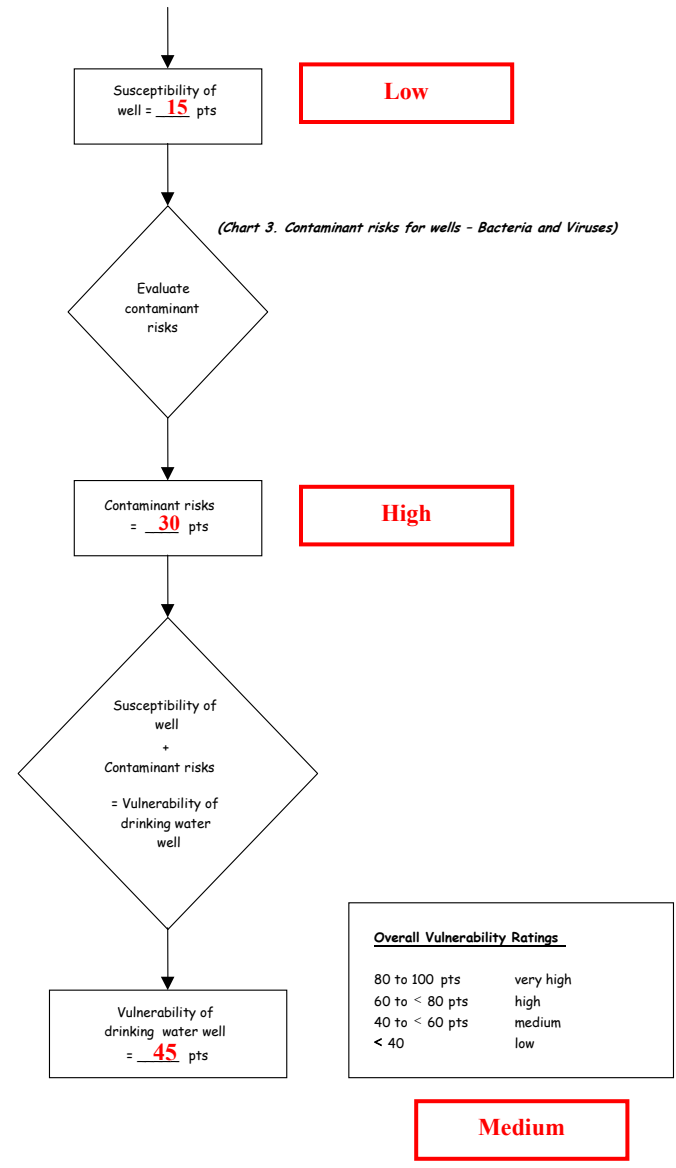 Susceptibility of
well = 15 pts
Low
(Chart 3. Contaminant risks for wells – Bacteria and Viruses)
Evaluate
contaminant
risks
Contaminant risks
= 30 pts
High
Susceptibility of
well
+
Contaminant risks
= Vulnerability of
drinking water
well
Vulnerability of
drinking water well
= 45 pts
Overall Vulnerability Ratings
80 to 100 pts very high
60 to < 80 pts high
40 to < 60 pts medium
< 40 low
Medium